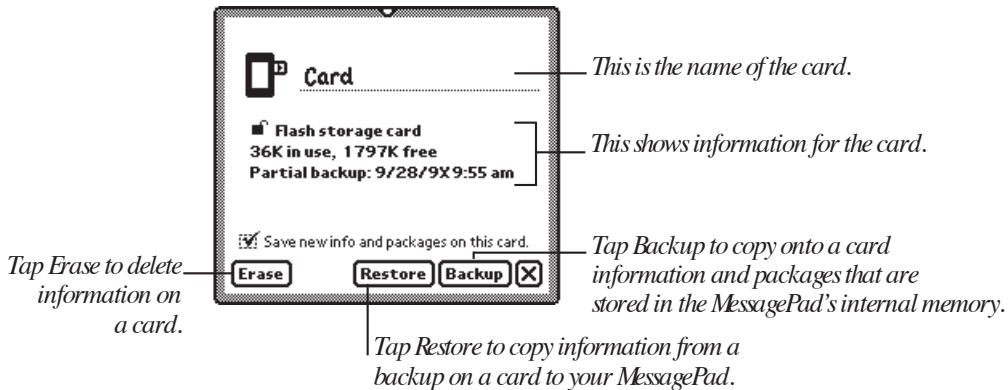 Card
This is the name of the card.
Flash storage card
36K in use, 1797K free
Partial backup: 9/28/9X 9:55 am
This shows information for the card.
Save new info and packages on this card.
Erase
Restore
Backup
Tap Erase to delete
information on
a card.
Tap Backup to copy onto a card
information and packages that are
stored in the MessagePad's internal memory.
Tap Restore to copy information from a
backup on a card to your MessagePad.